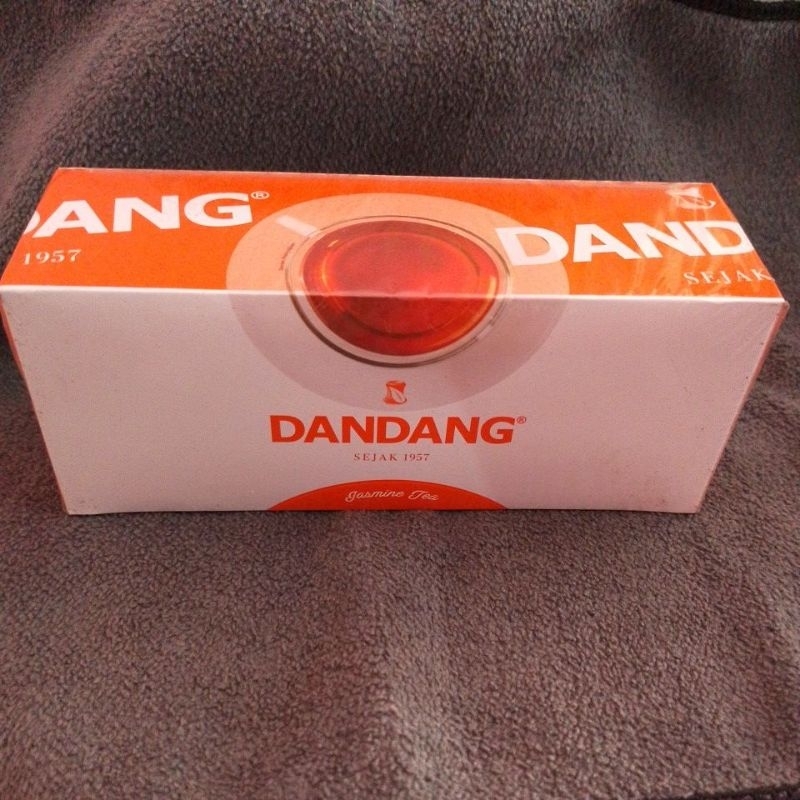 DANG®
1957
DAND
SEJAK
DANDANG®
SEJAK 1957
Jasmine Tea